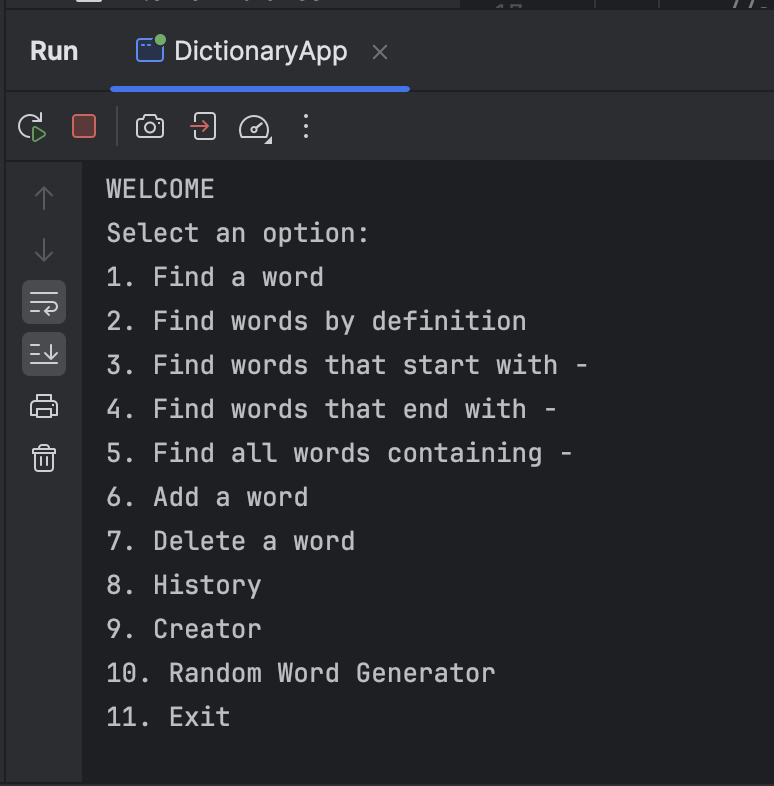 Run DictionaryApp
WELCOME
Select an option:
1. Find a word
2. Find words by definition
3. Find words that start with -
4. Find words that end with -
5. Find all words containing -
6. Add a word
7. Delete a word
8. History
9. Creator
10. Random Word Generator
11. Exit